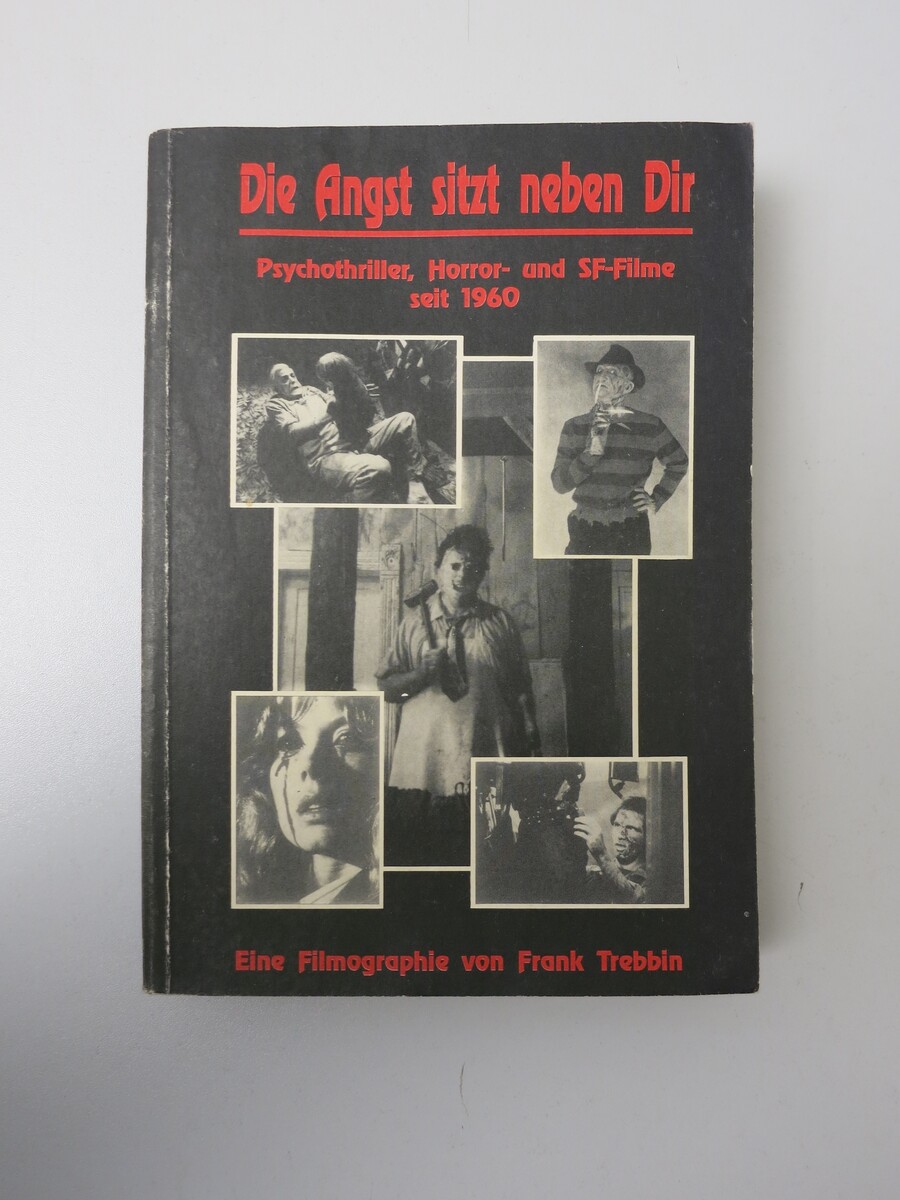 Die Angst sitzt neben Dir
Psychothriller, Horror- und SF-Filme
seit 1960
Eine Filmographie von Frank Trebbin